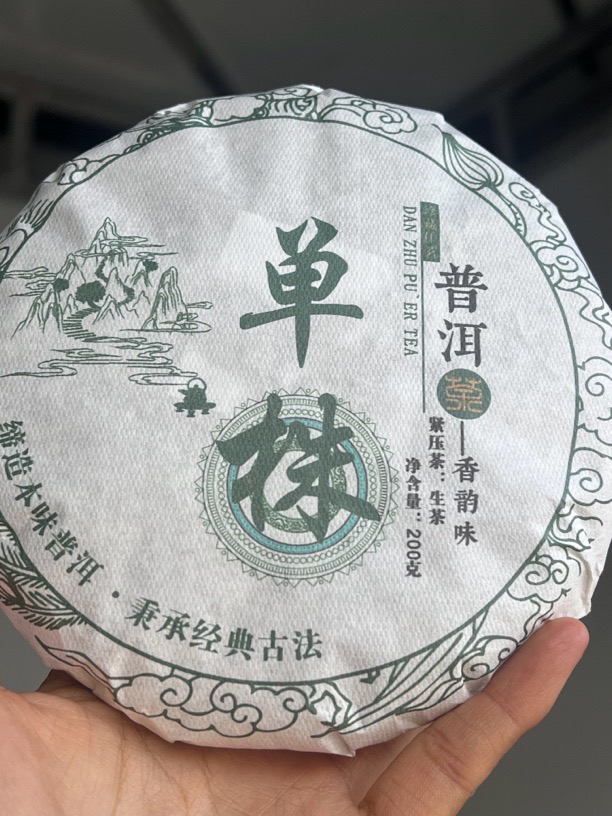 单株
DAN ZHU PU'ER TEA
普洱茶
香韵味
紧压茶：生茶
净含量：200克
缔造本味普洱·秉承经典古法